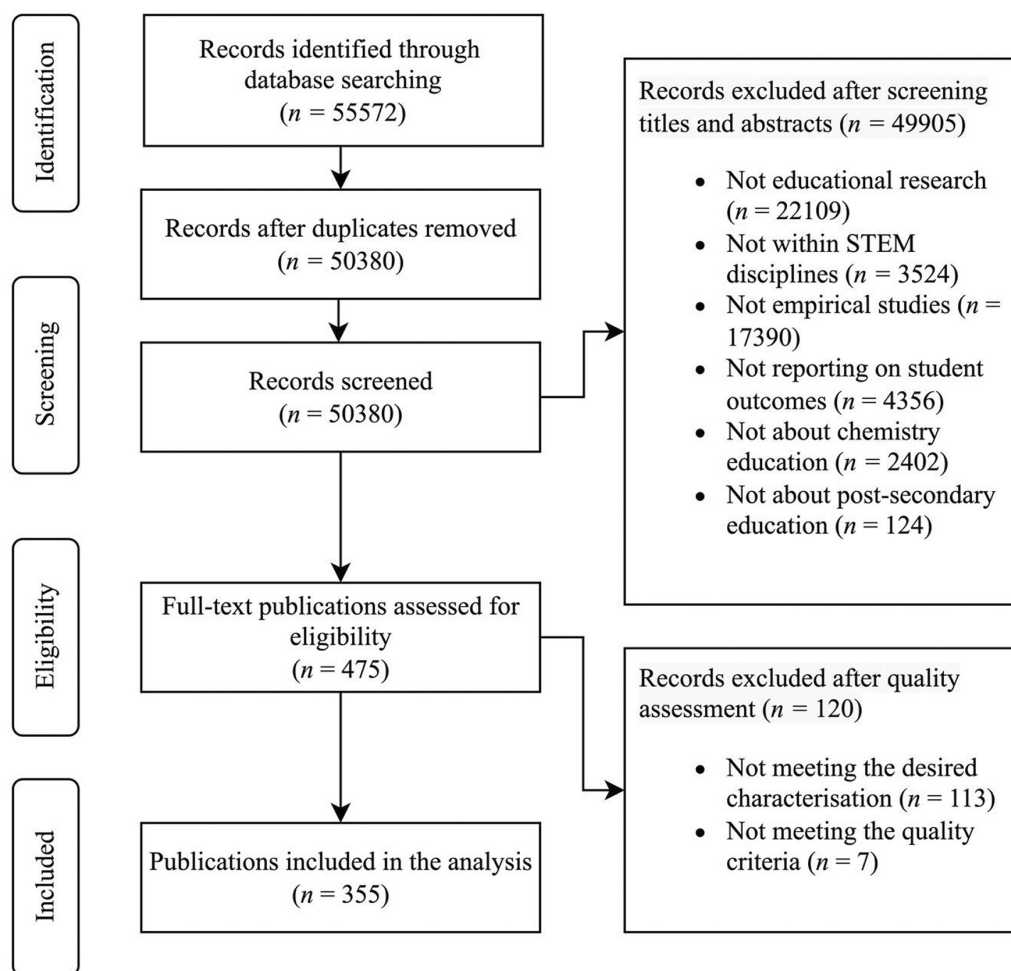 Identification
Records identified through
database searching
(n = 55572)
Records after duplicates removed
(n = 50380)
Screening
Records screened
(n = 50380)
Records excluded after screening
titles and abstracts (n = 49905)
• Not educational research
(n = 22109)
• Not within STEM
disciplines (n = 3524)
• Not empirical studies (n =
17390)
• Not reporting on student
outcomes (n = 4356)
• Not about chemistry
education (n = 2402)
• Not about post-secondary
education (n = 124)
Eligibility
Full-text publications assessed for
eligibility
(n = 475)
Records excluded after quality
assessment (n = 120)
• Not meeting the desired
characterisation (n = 113)
• Not meeting the quality
criteria (n = 7)
Included
Publications included in the analysis
(n = 355)